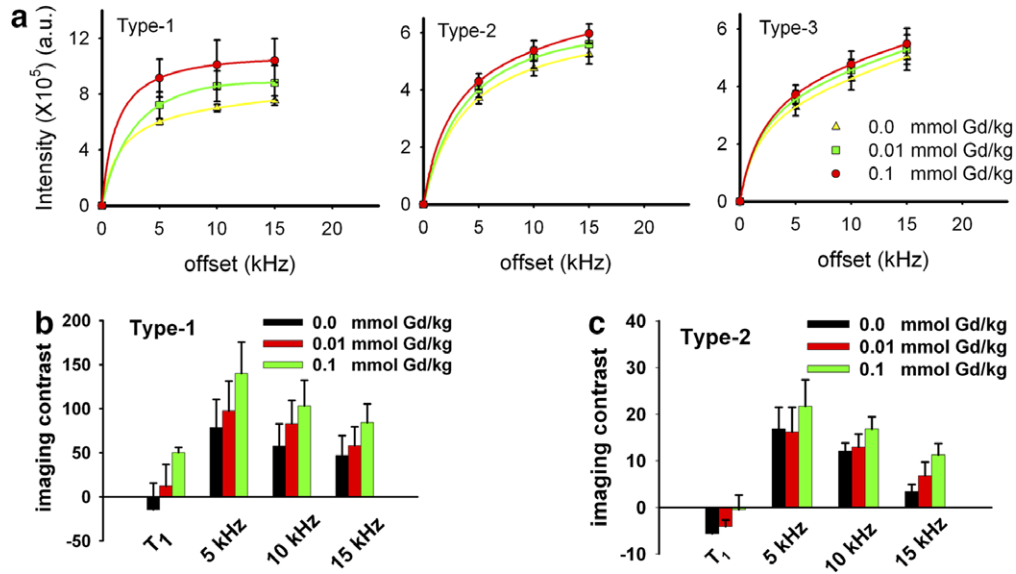 a
Type-1
Intensity (X10⁵) (a.u.)
12
8
4
0
0 5 10 15 20
offset (kHz)
Type-2
6
4
2
0
0 5 10 15 20
offset (kHz)
Type-3
6
4
2
0
0.0 mmol Gd/kg
0.01 mmol Gd/kg
0.1 mmol Gd/kg
0 5 10 15 20
offset (kHz)
b
Type-1
0.0 mmol Gd/kg
0.01 mmol Gd/kg
0.1 mmol Gd/kg
imaging contrast
200
150
100
50
0
-50
T₁ 5 kHz 10 kHz 15 kHz
c
Type-2
0.0 mmol Gd/kg
0.01 mmol Gd/kg
0.1 mmol Gd/kg
imaging contrast
40
30
20
10
0
-10
T₁ 5 kHz 10 kHz 15 kHz